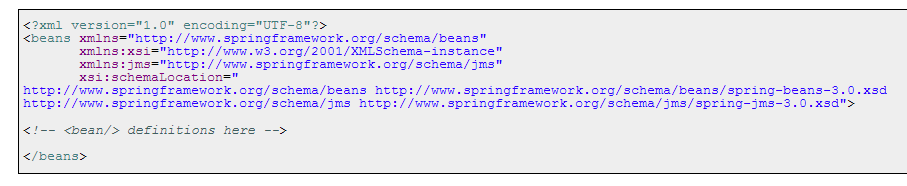 <?xml version="1.0" encoding="UTF-8"?>
<beans xmlns="http://www.springframework.org/schema/beans"
       xmlns:xsi="http://www.w3.org/2001/XMLSchema-instance"
       xmlns:jms="http://www.springframework.org/schema/jms"
       xsi:schemaLocation="
http://www.springframework.org/schema/beans http://www.springframework.org/schema/beans/spring-beans-3.0.xsd
http://www.springframework.org/schema/jms http://www.springframework.org/schema/jms/spring-jms-3.0.xsd">
<!-- <bean/> definitions here -->
</beans>